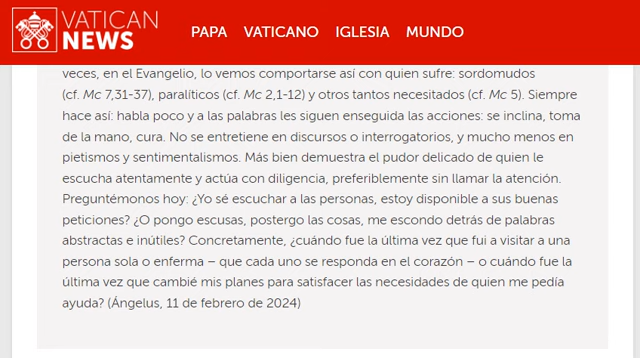 VATICAN
NEWS
PAPA VATICANO IGLESIA MUNDO
veces, en el Evangelio, lo vemos comportarse así con quien sufre: sordomudos
(cf. Mc 7,31-37), paralíticos (cf. Mc 2,1-12) y otros tantos necesitados (cf. Mc 5). Siempre
hace así: habla poco y a las palabras les siguen enseguida las acciones: se inclina, toma
de la mano, cura. No se entretiene en discursos o interrogatorios, y mucho menos en
pietismos y sentimentalismos. Más bien demuestra el pudor delicado de quien le
escucha atentamente y actúa con diligencia, preferiblemente sin llamar la atención.
Preguntémonos hoy: ¿Yo sé escuchar a las personas, estoy disponible a sus buenas
peticiones? ¿O pongo escusas, postergo las cosas, me escondo detrás de palabras
abstractas e inútiles? Concretamente, ¿cuándo fue la última vez que fui a visitar a una
persona sola o enferma – que cada uno se responda en el corazón – o cuándo fue la
última vez que cambié mis planes para satisfacer las necesidades de quien me pedía
ayuda? (Ángelus, 11 de febrero de 2024)